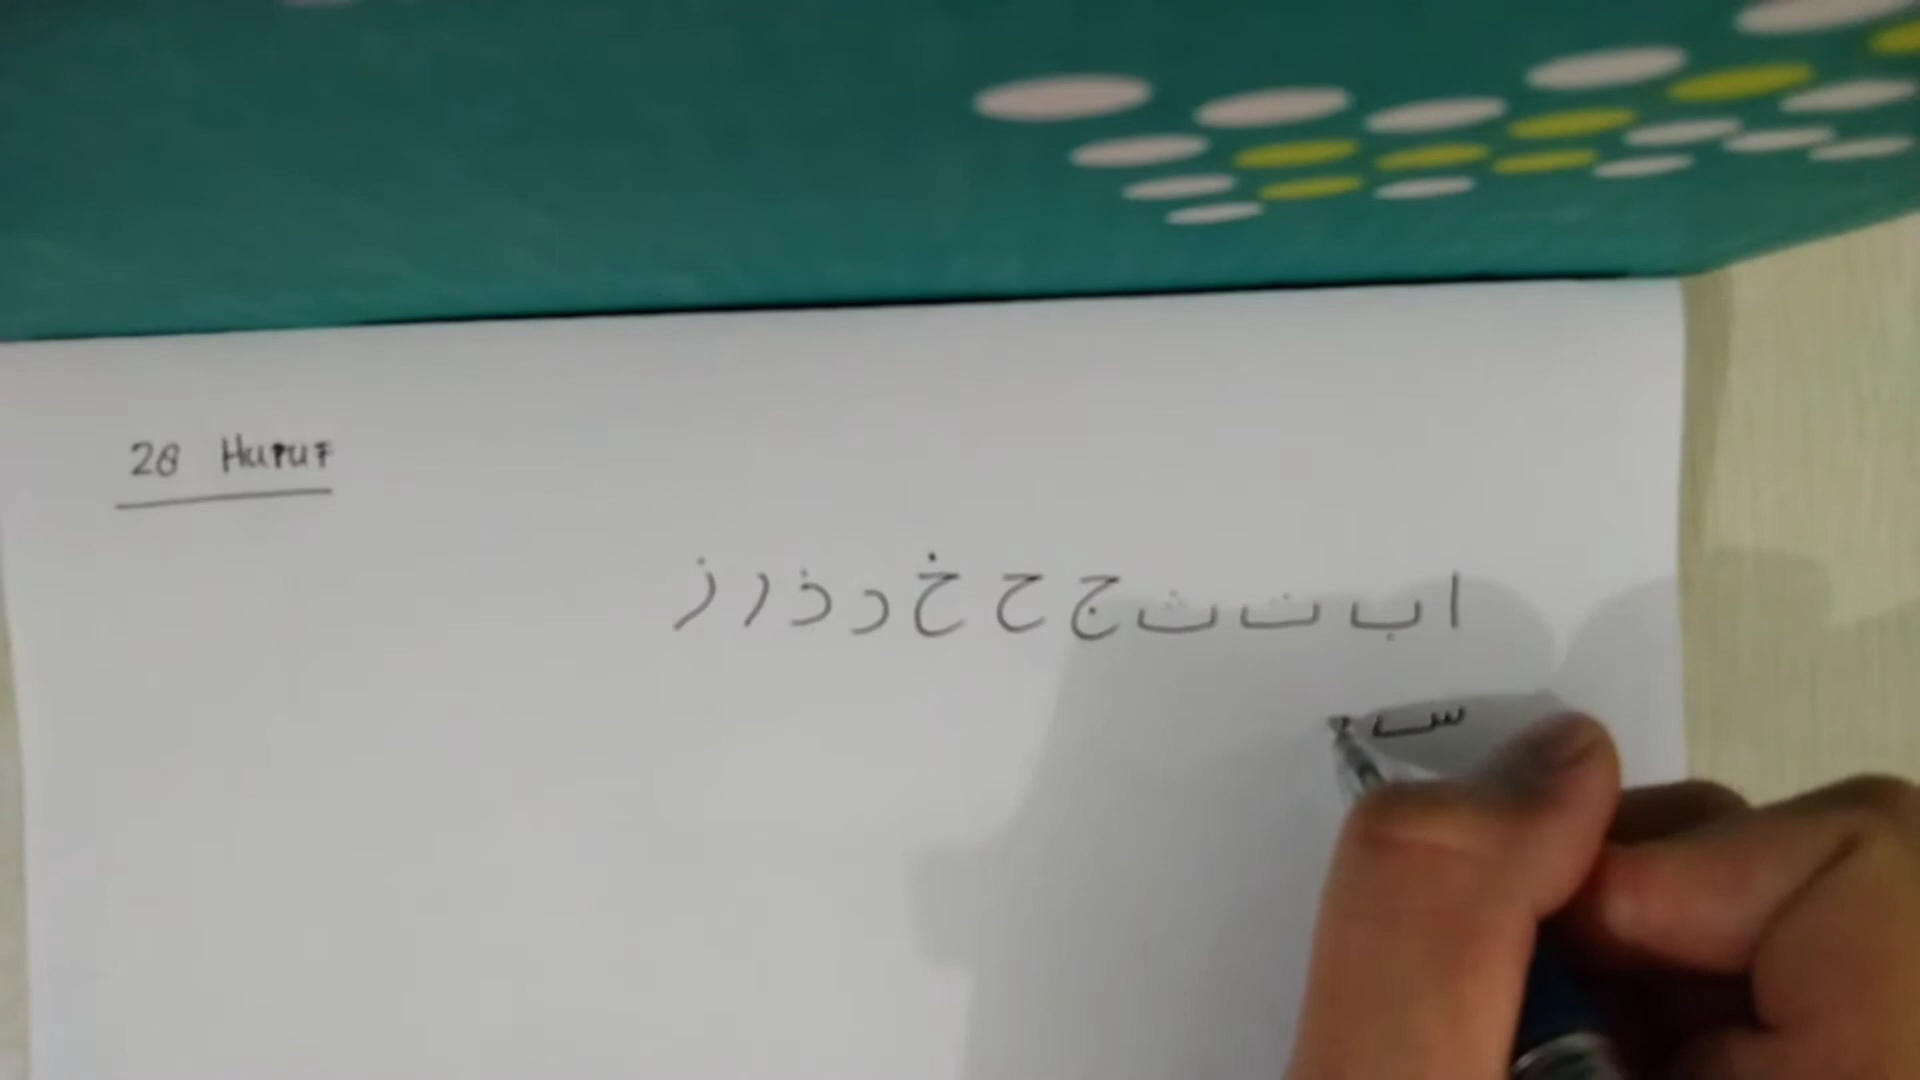 28 Huruf
ا ب ت ث ج ح خ د ذ ر ز
س